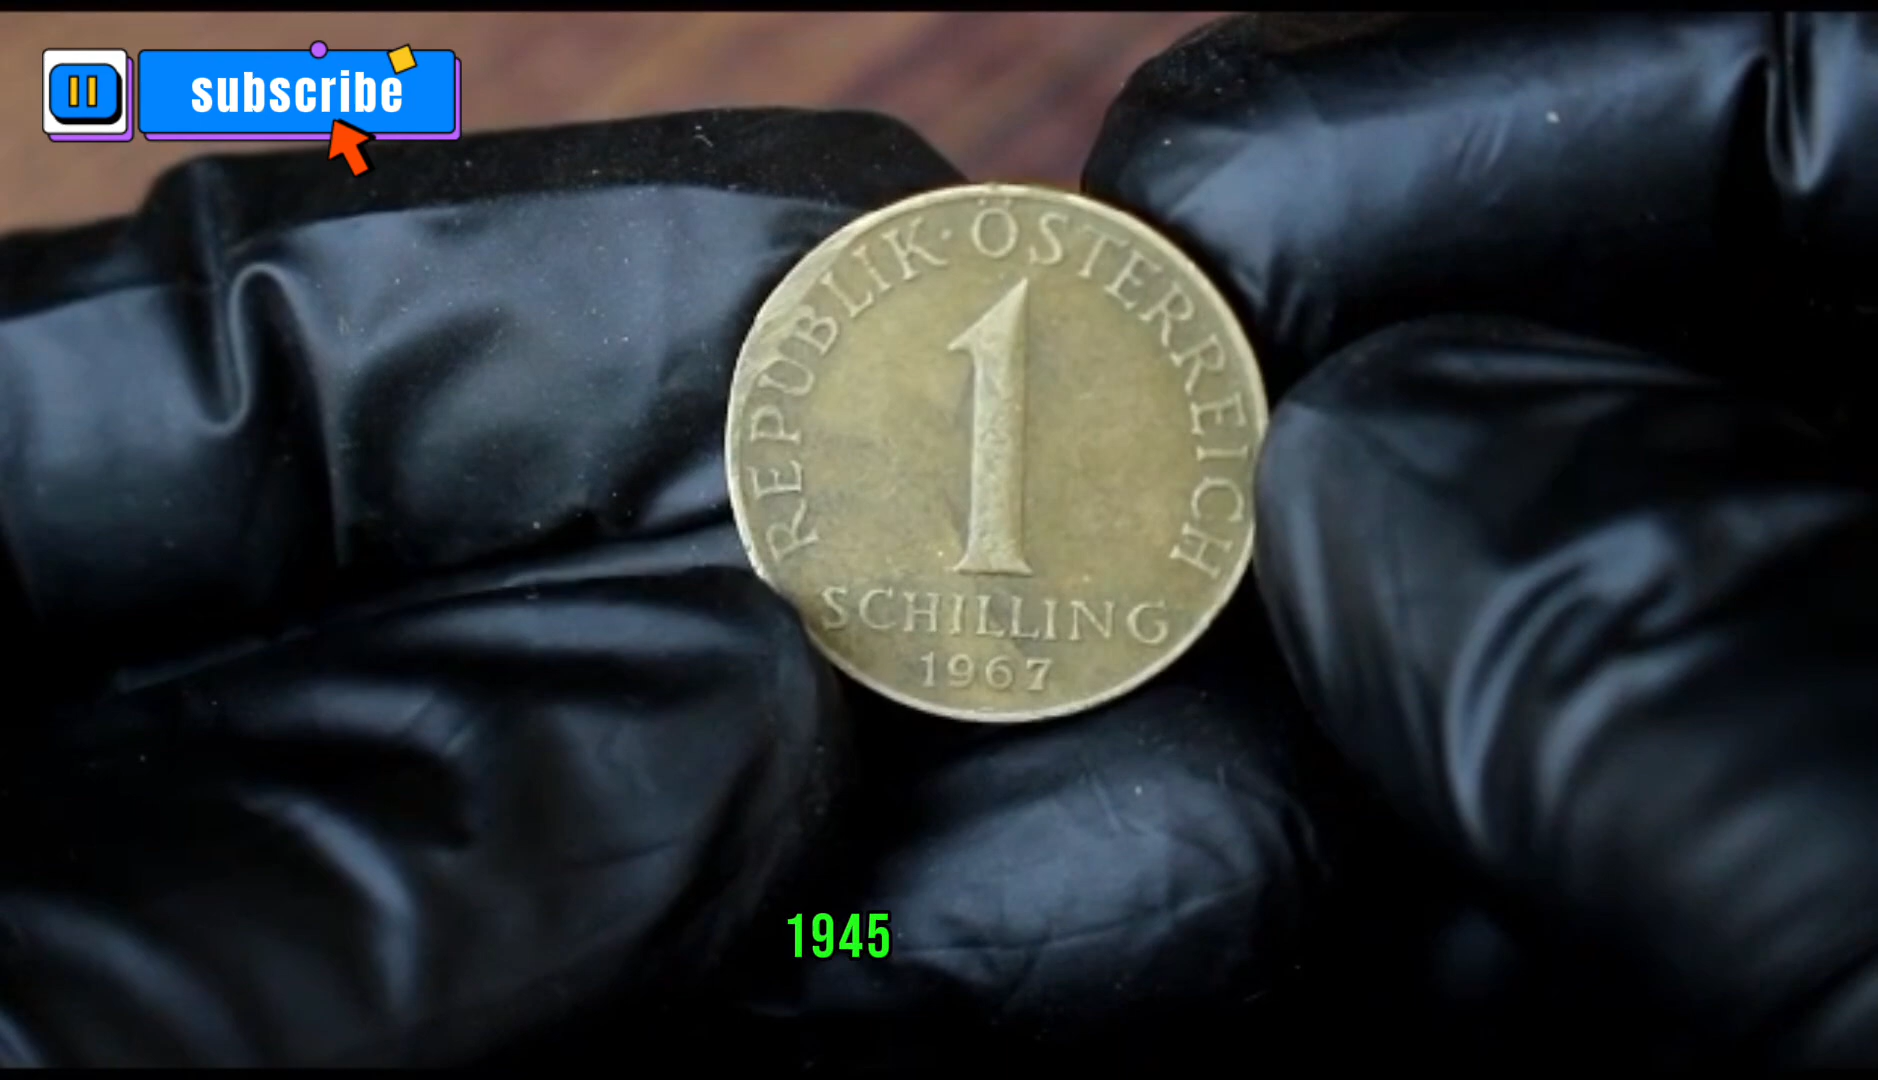 subscribe
REPUBLIK · ÖSTERREICH
1
SCHILLING
1967
1945